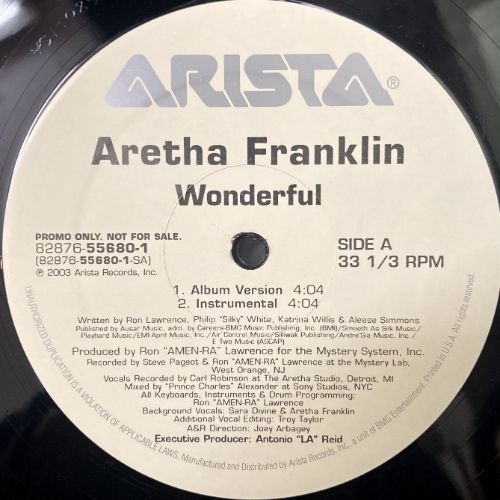 ARISTA®
Aretha Franklin
Wonderful
PROMO ONLY. NOT FOR SALE.
82876-55680-1
(82876-55680-1-SA)
℗ 2003 Arista Records, Inc.
SIDE A
33 1/3 RPM
1. Album Version 4:04
2. Instrumental 4:04
Written by Ron Lawrence, Philip "Silky" White, Katrina Willis & Aleese Simmons
Published by Ausar Music, adm. by Careers-BMG Music Publishing, Inc. (BMI)/Smooth As Silk Music/
Playhard Music/EMI-April Music, Inc./Air Control Music/Siliwak Publishing/Andre'Sia Music, Inc./
E Two Music (ASCAP)
Produced by Ron "AMEN-RA" Lawrence for the Mystery System, Inc.
Recorded by Steve Pageot & Ron "AMEN-RA" Lawrence at the Mystery Lab,
West Orange, NJ
Vocals Recorded by Carl Robinson at The Aretha Studio, Detroit, MI
Mixed by "Prince Charles" Alexander at Sony Studios, NYC
All Keyboards, Instruments & Drum Programming:
Ron "AMEN-RA" Lawrence
Background Vocals: Sara Divine & Aretha Franklin
Additional Vocal Editing: Troy Taylor
A&R Direction: Joey Arbagey
Executive Producer: Antonio "LA" Reid
UNAUTHORIZED DUPLICATION IS A VIOLATION OF APPLICABLE LAWS. Manufactured and Distributed by Arista Records, Inc., a unit of BMG Entertainment. Printed in U.S.A. All rights reserved.